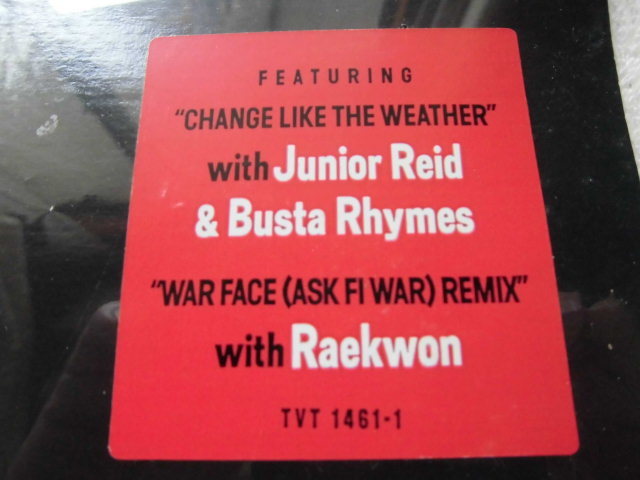 FEATURING
"CHANGE LIKE THE WEATHER"
with Junior Reid
& Busta Rhymes
"WAR FACE (ASK FI WAR) REMIX"
with Raekwon
TVT 1461-1